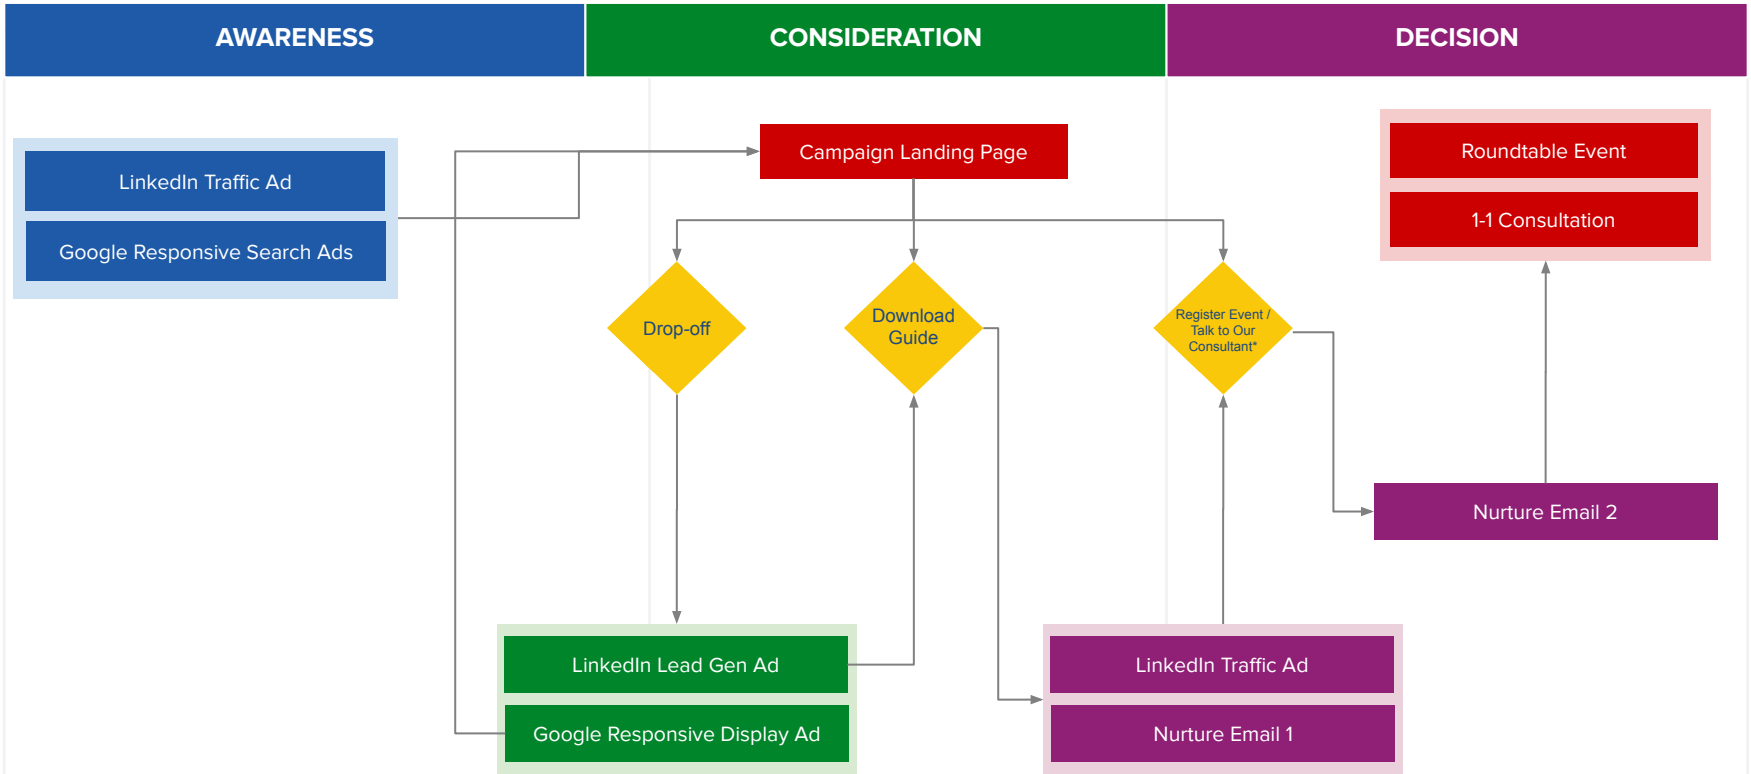 AWARENESS
CONSIDERATION
DECISION
LinkedIn Traffic Ad
Google Responsive Search Ads
Campaign Landing Page
Roundtable Event
1-1 Consultation
Drop-off
Download
Guide
Register Event /
Talk to Our
Consultant*
Nurture Email 2
LinkedIn Lead Gen Ad
Google Responsive Display Ad
LinkedIn Traffic Ad
Nurture Email 1